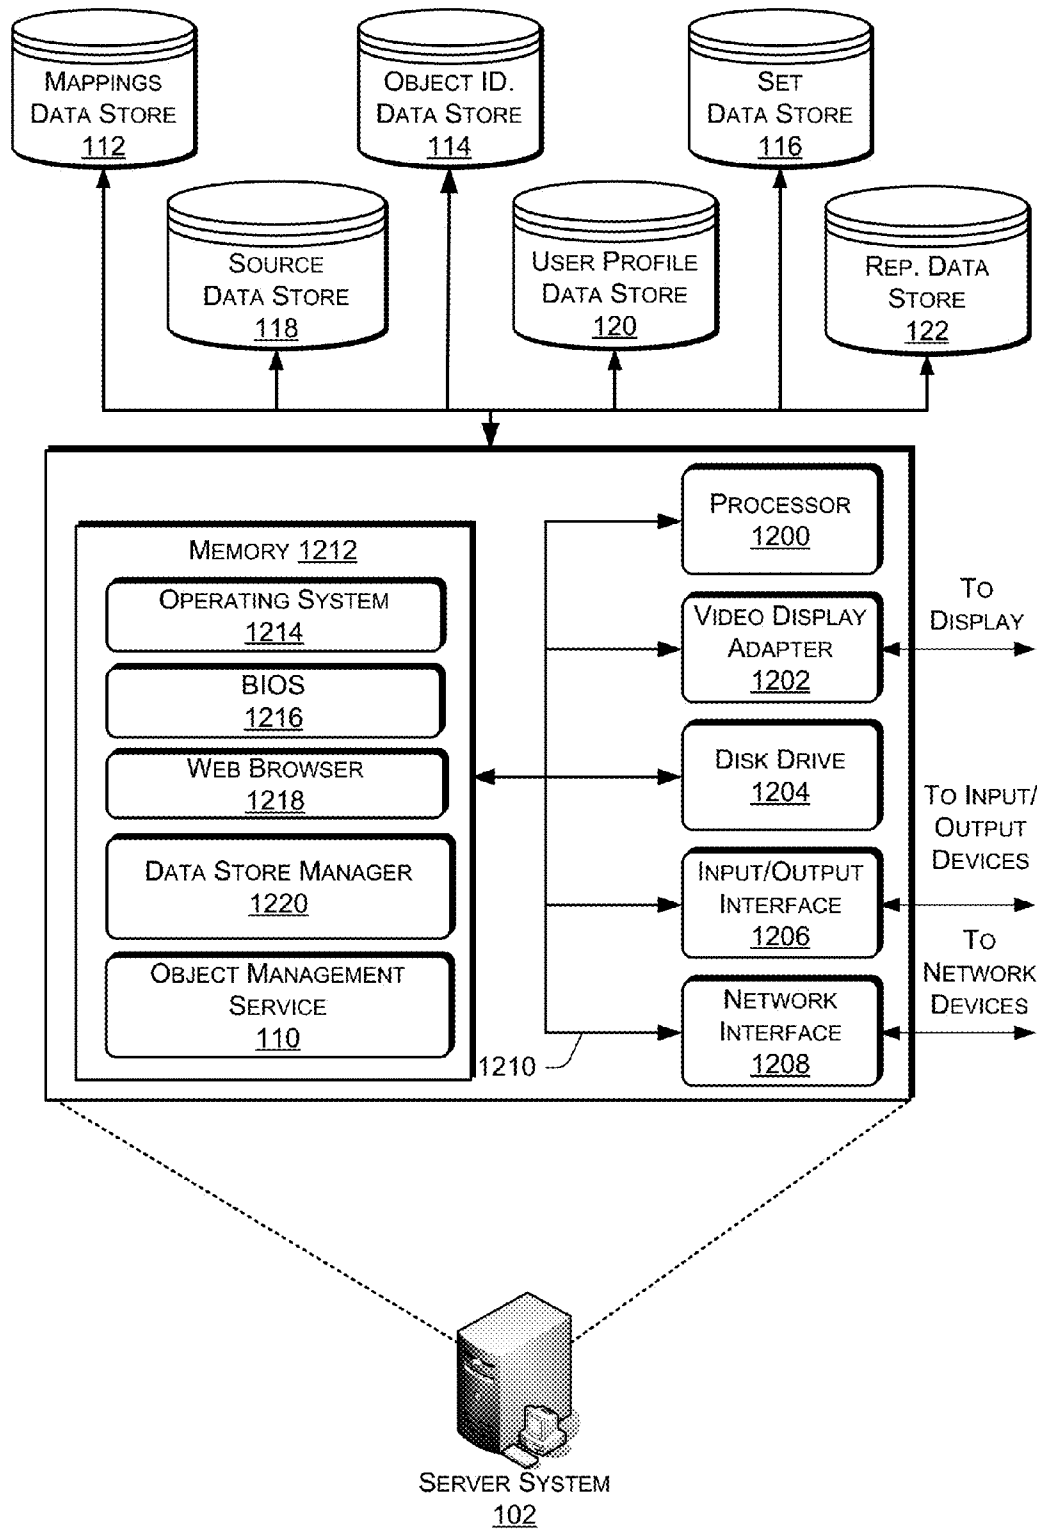 MAPPINGS
DATA STORE
112
OBJECT ID.
DATA STORE
114
SET
DATA STORE
116
SOURCE
DATA STORE
118
USER PROFILE
DATA STORE
120
REP. DATA
STORE
122
MEMORY 1212
OPERATING SYSTEM
1214
BIOS
1216
WEB BROWSER
1218
DATA STORE MANAGER
1220
OBJECT MANAGEMENT
SERVICE
110
PROCESSOR
1200
VIDEO DISPLAY
ADAPTER
1202
DISK DRIVE
1204
INPUT/OUTPUT
INTERFACE
1206
NETWORK
INTERFACE
1208
1210
TO
DISPLAY
TO INPUT/
OUTPUT
DEVICES
TO
NETWORK
DEVICES
SERVER SYSTEM
102